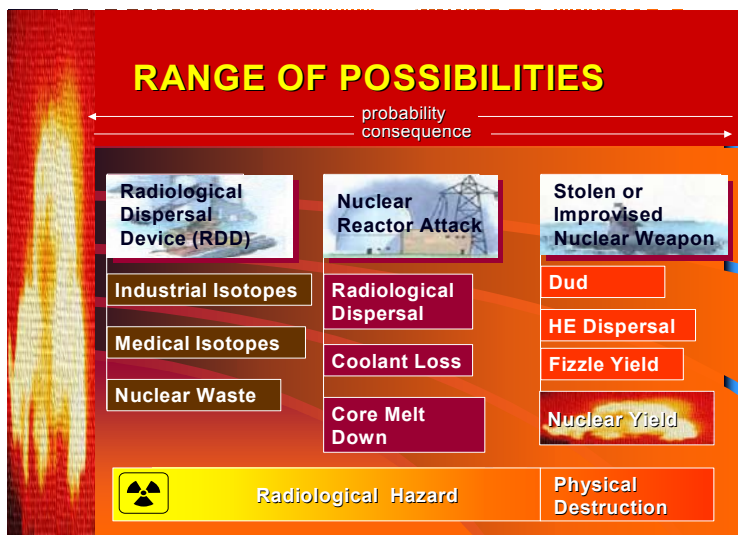 RANGE OF POSSIBILITIES
probability
consequence
Radiological
Dispersal
Device (RDD)
Industrial Isotopes
Medical Isotopes
Nuclear Waste
Nuclear
Reactor Attack
Radiological
Dispersal
Coolant Loss
Core Melt
Down
Stolen or
Improvised
Nuclear Weapon
Dud
HE Dispersal
Fizzle Yield
Nuclear Yield
Radiological Hazard
Physical
Destruction